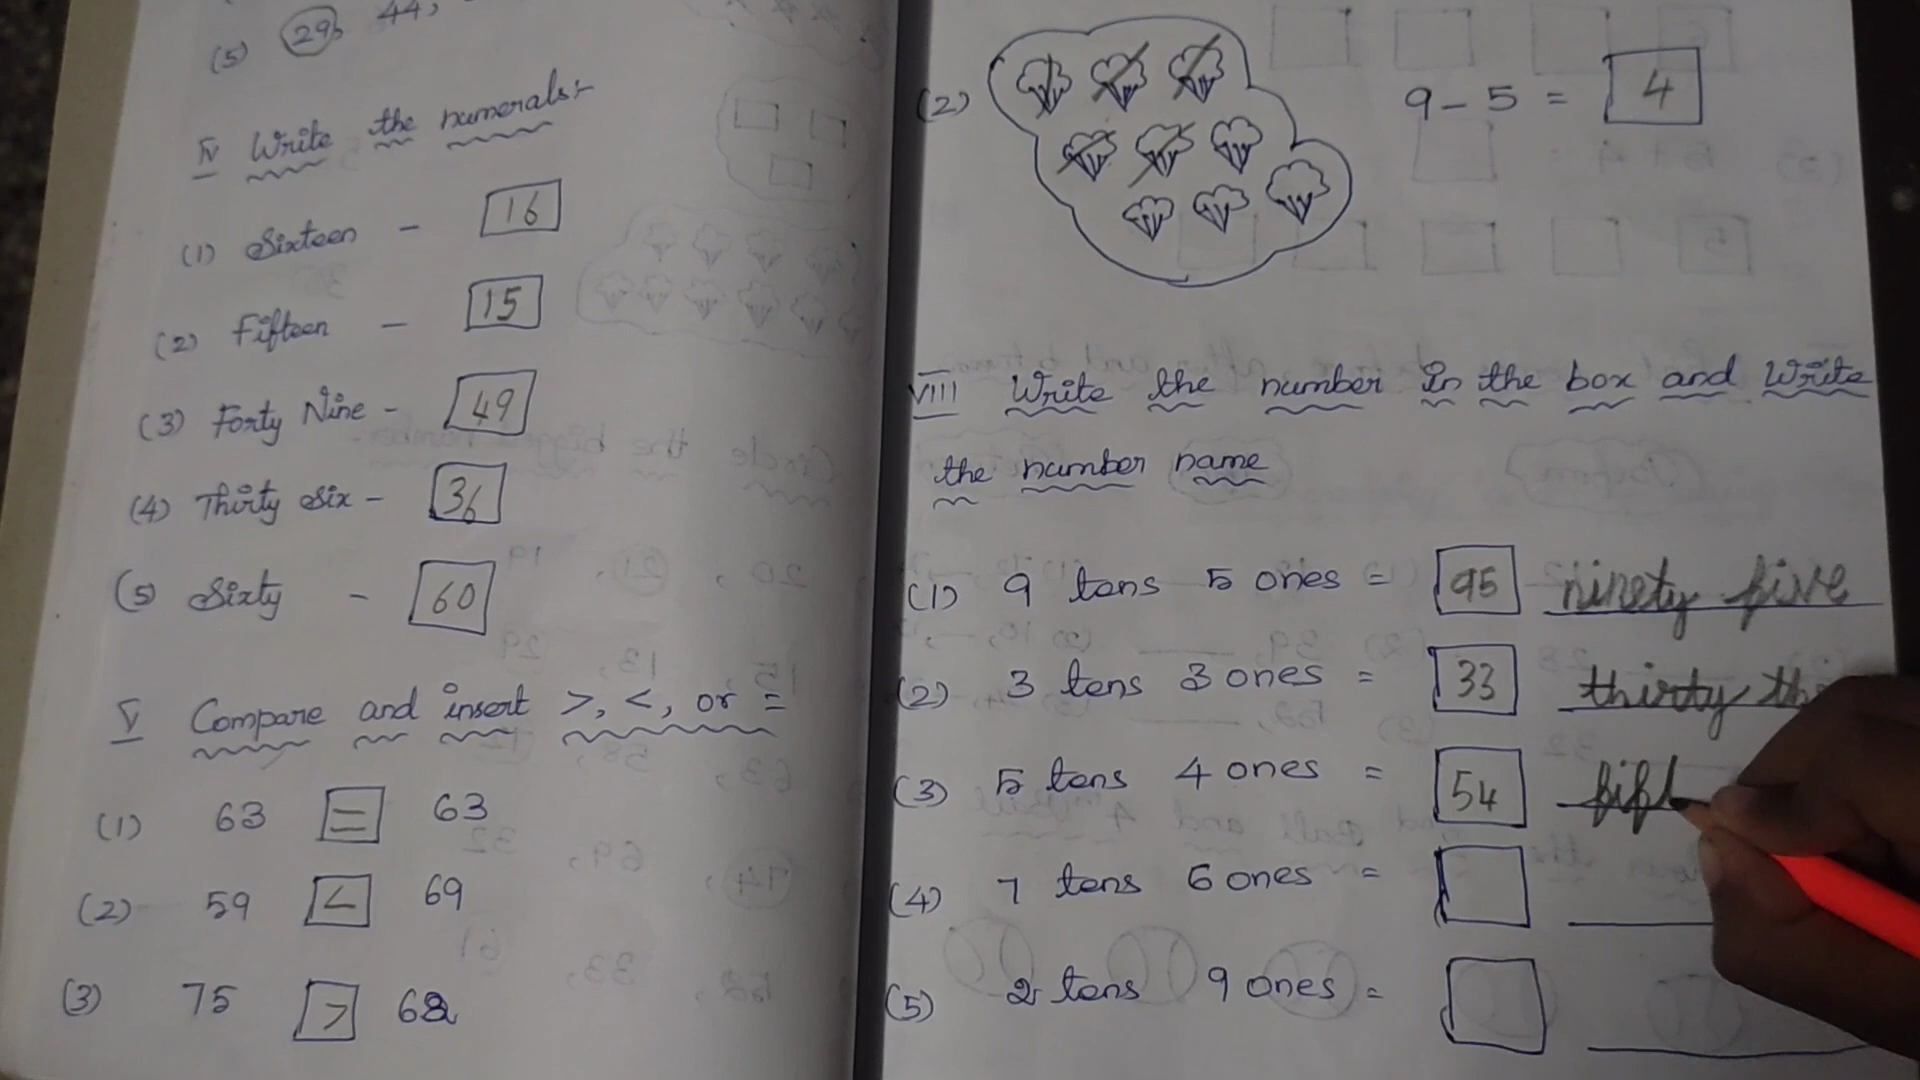 (5) 29, 44,
IV Write the numerals:-
(1) Sixteen - 16
(2) Fifteen - 15
(3) Forty Nine - 49
(4) Thirty Six - 36
(5) Sixty - 60
V Compare and insert >, <, or =
(1) 63 = 63
(2) 59 < 69
(3) 75 > 68
(2) 9 - 5 = 4
VIII Write the number in the box and Write
the number name
(1) 9 tens 5 ones = 95 ninety five
(2) 3 tens 3 ones = 33 thirty th
(3) 5 tens 4 ones = 54 fift
(4) 7 tens 6 ones =
(5) 2 tens 9 ones =